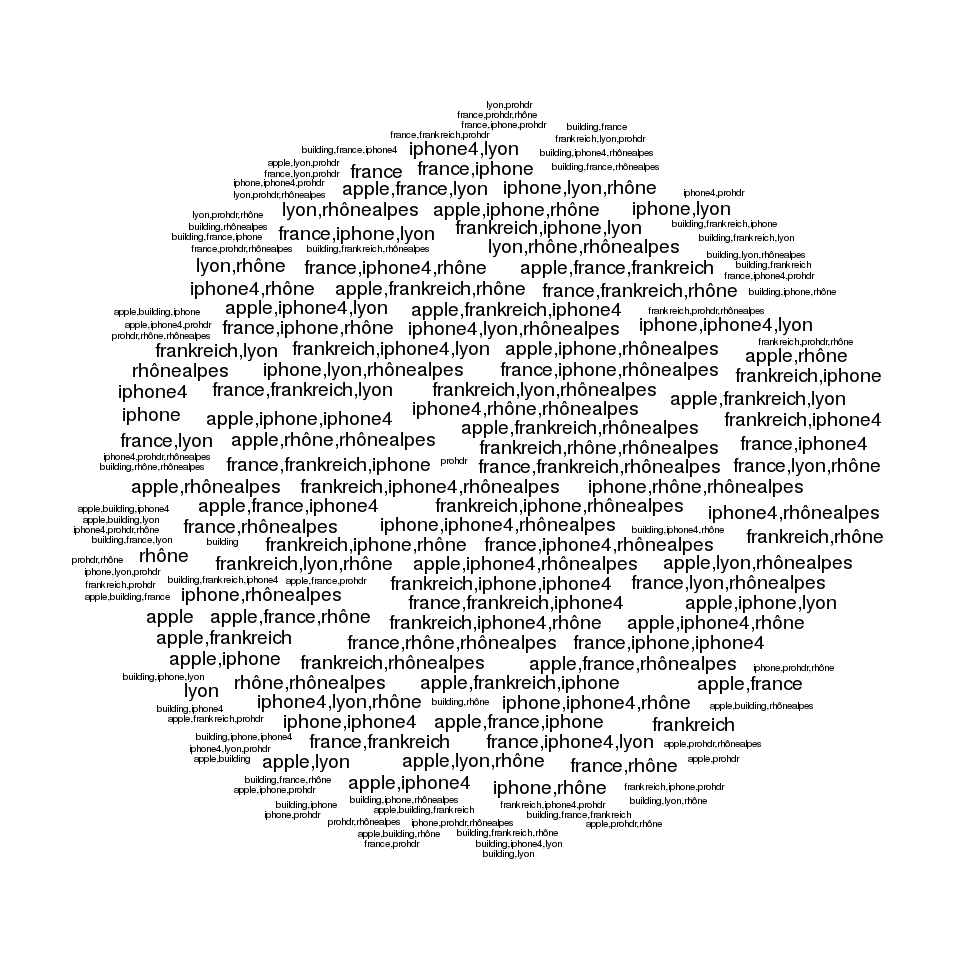 lyon,prohdr
france,prohdr,rhône
france,iphone,prohdr
building,france
france,frankreich,prohdr
frankreich,lyon,prohdr
building,france,iphone4
iphone4,lyon
building,iphone4,rhônealpes
apple,lyon,prohdr
france,iphone
building,france,rhônealpes
france,lyon,prohdr
france
iphone,iphone4,prohdr
apple,france,lyon
iphone,lyon,rhône
lyon,prohdr,rhônealpes
iphone4,prohdr
lyon,rhônealpes
apple,iphone,rhône
iphone,lyon
lyon,prohdr,rhône
building,rhônealpes
frankreich,iphone,lyon
building,frankreich,iphone
building,france,iphone
france,iphone,lyon
building,frankreich,lyon
france,prohdr,rhônealpes
building,frankreich,rhônealpes
lyon,rhône,rhônealpes
building,lyon,rhônealpes
lyon,rhône
france,iphone4,rhône
apple,france,frankreich
building,frankreich
france,iphone4,prohdr
iphone4,rhône
apple,frankreich,rhône
france,frankreich,rhône
building,iphone,rhône
apple,building,iphone
apple,iphone4,lyon
apple,frankreich,iphone4
frankreich,prohdr,rhônealpes
apple,iphone4,prohdr
france,iphone,rhône
iphone4,lyon,rhônealpes
iphone,iphone4,lyon
prohdr,rhône,rhônealpes
frankreich,prohdr,rhône
frankreich,lyon
frankreich,iphone4,lyon
apple,iphone,rhônealpes
apple,rhône
rhônealpes
iphone,lyon,rhônealpes
france,iphone,rhônealpes
frankreich,iphone
iphone4
france,frankreich,lyon
frankreich,lyon,rhônealpes
apple,frankreich,lyon
iphone
apple,iphone,iphone4
iphone4,rhône,rhônealpes
frankreich,iphone4
apple,frankreich,rhônealpes
france,lyon
apple,rhône,rhônealpes
frankreich,rhône,rhônealpes
france,iphone4
iphone4,prohdr,rhônealpes
building,rhône,rhônealpes
france,frankreich,iphone
prohdr
france,frankreich,rhônealpes
france,lyon,rhône
apple,rhônealpes
frankreich,iphone4,rhônealpes
iphone,rhône,rhônealpes
apple,building,iphone4
apple,france,iphone4
frankreich,iphone,rhônealpes
iphone4,rhônealpes
apple,building,lyon
iphone4,prohdr,rhône
france,rhônealpes
iphone,iphone4,rhônealpes
building,iphone4,rhône
frankreich,rhône
building,france,lyon
building
frankreich,iphone,rhône
france,iphone4,rhônealpes
prohdr,rhône
rhône
frankreich,lyon,rhône
apple,iphone4,rhônealpes
apple,lyon,rhônealpes
iphone,lyon,prohdr
frankreich,prohdr
building,frankreich,iphone4
apple,france,prohdr
frankreich,iphone,iphone4
france,lyon,rhônealpes
apple,building,france
iphone,rhônealpes
france,frankreich,iphone4
apple,iphone,lyon
apple
apple,france,rhône
frankreich,iphone4,rhône
apple,iphone4,rhône
apple,frankreich
france,rhône,rhônealpes
france,iphone,iphone4
apple,iphone
frankreich,rhônealpes
apple,france,rhônealpes
iphone,prohdr,rhône
building,iphone,lyon
lyon
rhône,rhônealpes
apple,frankreich,iphone
apple,france
building,iphone4
iphone4,lyon,rhône
building,rhône
iphone,iphone4,rhône
apple,building,rhônealpes
apple,frankreich,prohdr
iphone,iphone4
apple,france,iphone
frankreich
building,iphone,iphone4
france,frankreich
france,iphone4,lyon
apple,prohdr,rhônealpes
iphone4,lyon,prohdr
apple,building
apple,lyon
apple,lyon,rhône
france,rhône
apple,prohdr
building,france,rhône
apple,iphone,prohdr
apple,iphone4
iphone,rhône
frankreich,iphone,prohdr
building,iphone
building,iphone,rhônealpes
frankreich,iphone4,prohdr
building,lyon,rhône
iphone,prohdr
apple,building,frankreich
building,france,frankreich
prohdr,rhônealpes
iphone,prohdr,rhônealpes
apple,prohdr,rhône
apple,building,rhône
building,frankreich,rhône
france,prohdr
building,iphone4,lyon
building,lyon